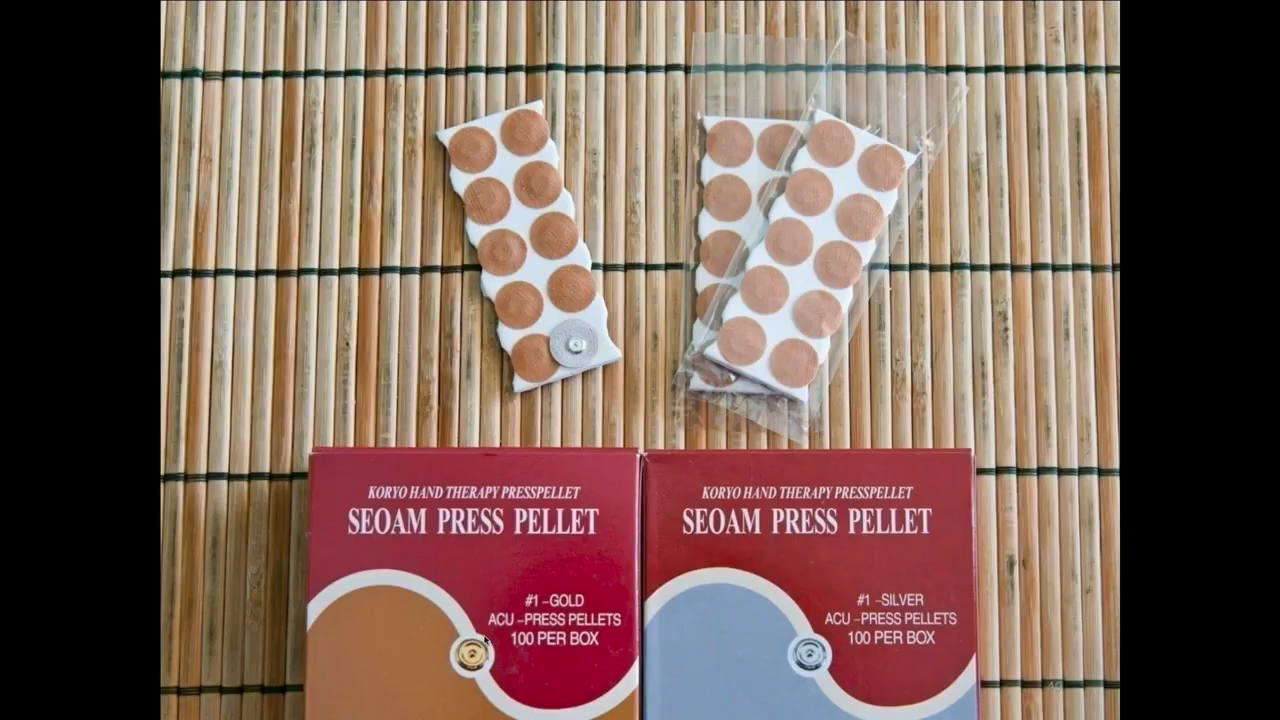 KORYO HAND THERAPY PRESSPELLET
SEOAM PRESS PELLET
#1 –GOLD
ACU –PRESS PELLETS
100 PER BOX
KORYO HAND THERAPY PRESSPELLET
SEOAM PRESS PELLET
#1 –SILVER
ACU –PRESS PELLETS
100 PER BOX